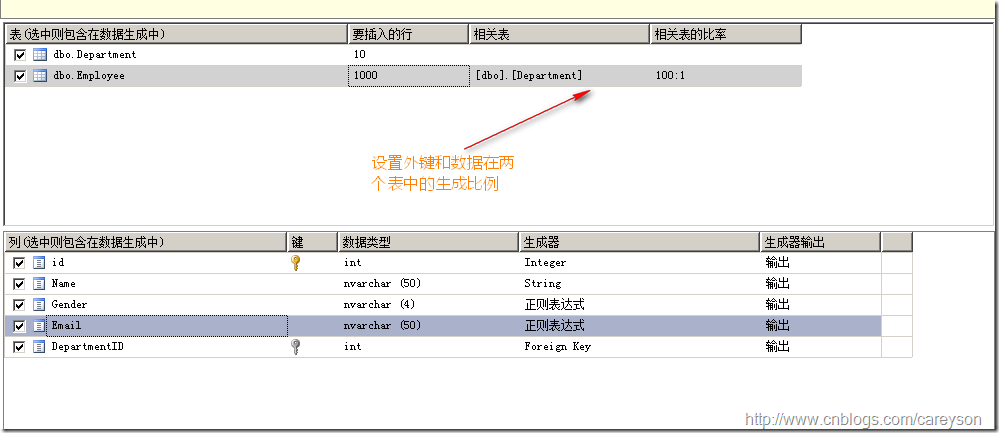 表(选中则包含在数据生成中) 要插入的行 相关表 相关表的比率
dbo.Department 10
dbo.Employee 1000 [dbo].[Department] 100:1
设置外键和数据在两
个表中的生成比例
列(选中则包含在数据生成中) 键 数据类型 生成器 生成器输出
id int Integer 输出
Name nvarchar (50) String 输出
Gender nvarchar (4) 正则表达式 输出
Email nvarchar (50) 正则表达式 输出
DepartmentID int Foreign Key 输出
http://www.cnblogs.com/careyson